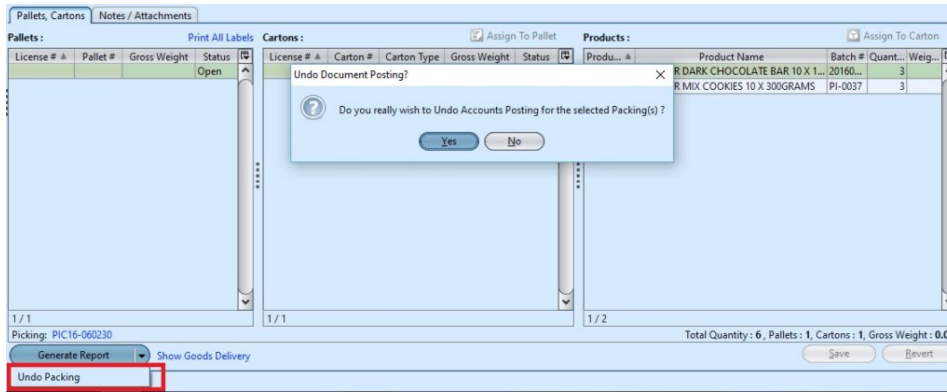 Pallets, Cartons Notes / Attachments
Pallets : Print All Labels Cartons : Assign To Pallet Products : Assign To Carton
License # Pallet # Gross Weight Status License # Carton # Carton Type Gross Weight Status Produ... Product Name Batch # Quant... Weig...
Open R DARK CHOCOLATE BAR 10 X 1... 20160... 3
R MIX COOKIES 10 X 300GRAMS PI-0037 3
Undo Document Posting?
Do you really wish to Undo Accounts Posting for the selected Packing(s) ?
Yes No
1 / 1 1 / 1 1 / 2
Picking: PIC16-060230 Total Quantity : 6 , Pallets : 1, Cartons : 1, Gross Weight : 0.0
Generate Report Show Goods Delivery Save Revert
Undo Packing